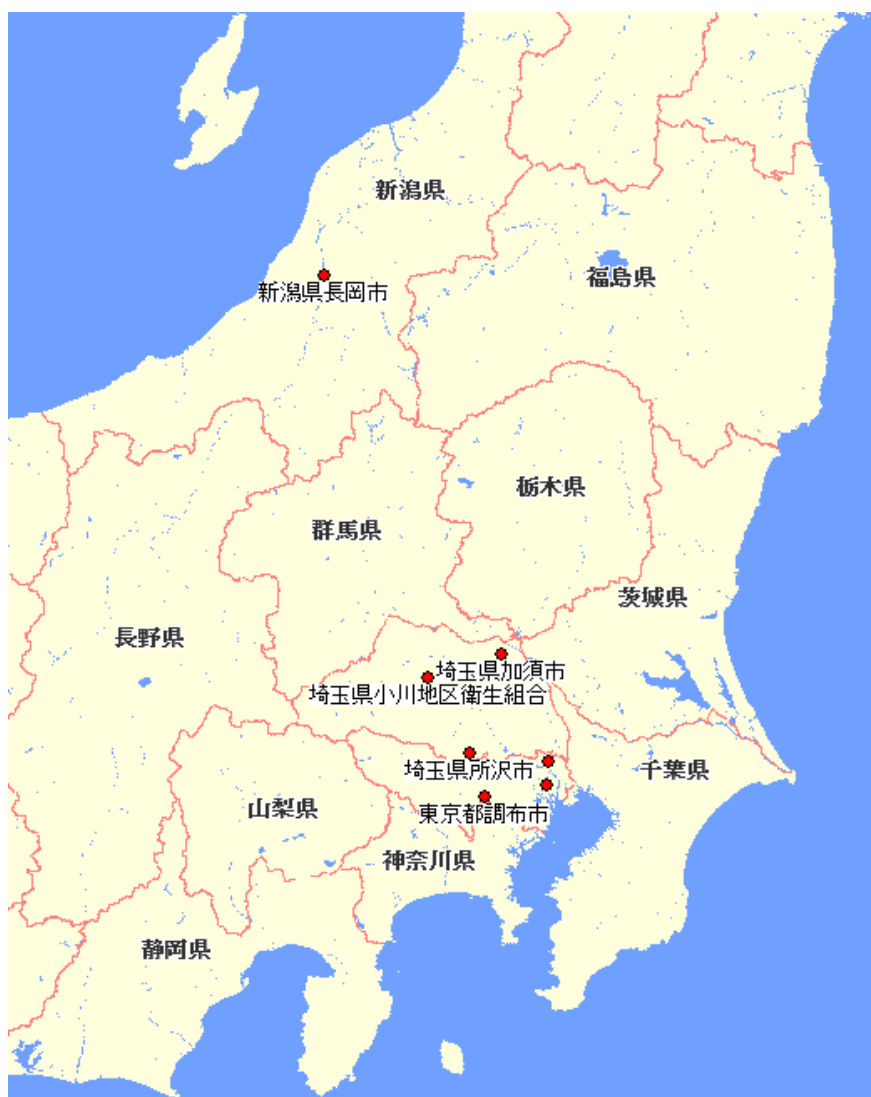 新潟県
福島県
新潟県長岡市
栃木県
群馬県
茨城県
長野県
埼玉県加須市
埼玉県小川地区衛生組合
埼玉県所沢市
千葉県
山梨県
東京都調布市
神奈川県
静岡県